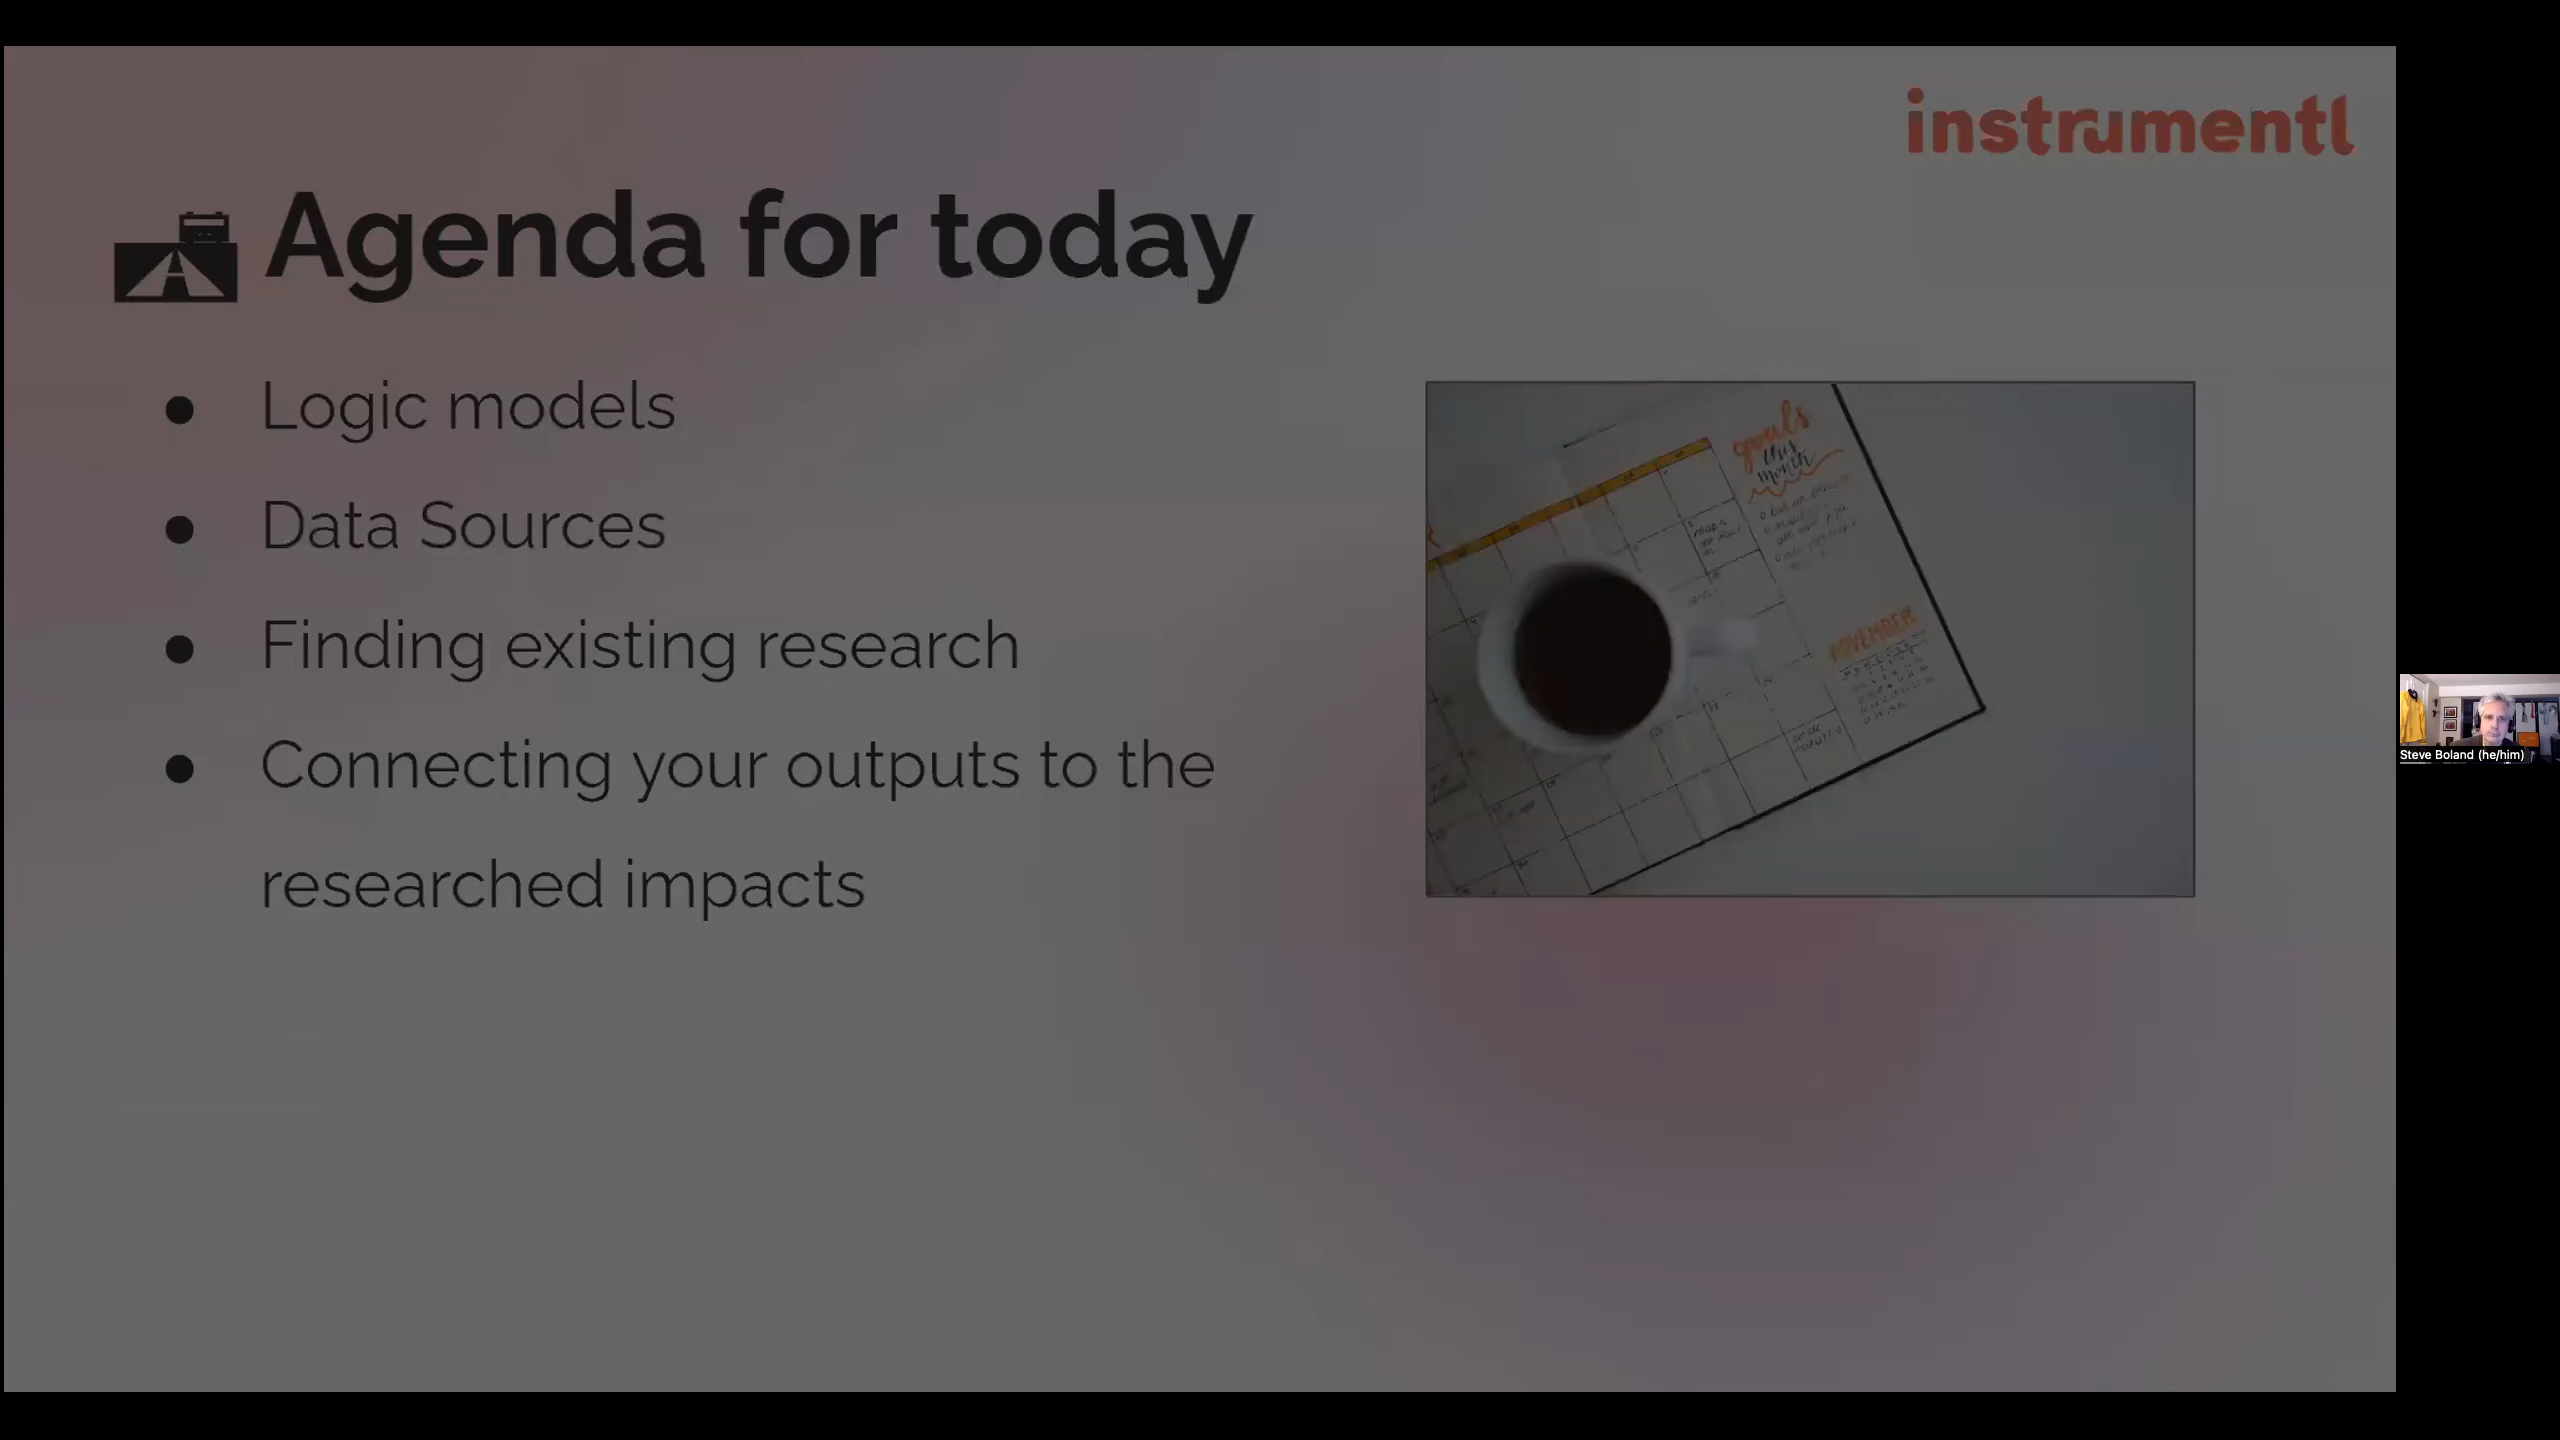 instrumentl
Agenda for today
● Logic models
● Data Sources
● Finding existing research
● Connecting your outputs to the
researched impacts
goals
this
month
NOVEMBER
Steve Boland (he/him)